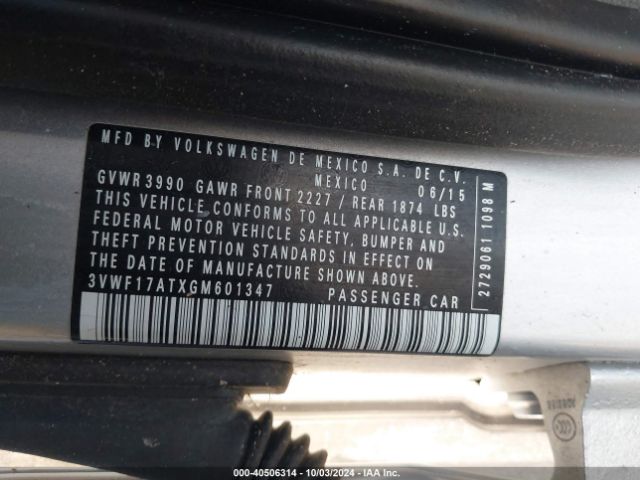 MFD BY VOLKSWAGEN DE MEXICO S.A. DE C.V.
MEXICO 06/15
GVWR 3990 GAWR FRONT 2227 / REAR 1874 LBS
THIS VEHICLE CONFORMS TO ALL APPLICABLE U.S.
FEDERAL MOTOR VEHICLE SAFETY, BUMPER AND
THEFT PREVENTION STANDARDS IN EFFECT ON
THE DATE OF MANUFACTURE SHOWN ABOVE.
3VWF17ATXGM601347 PASSENGER CAR
2729061 1098 M
000-40506314 - 10/03/2024 - IAA Inc.